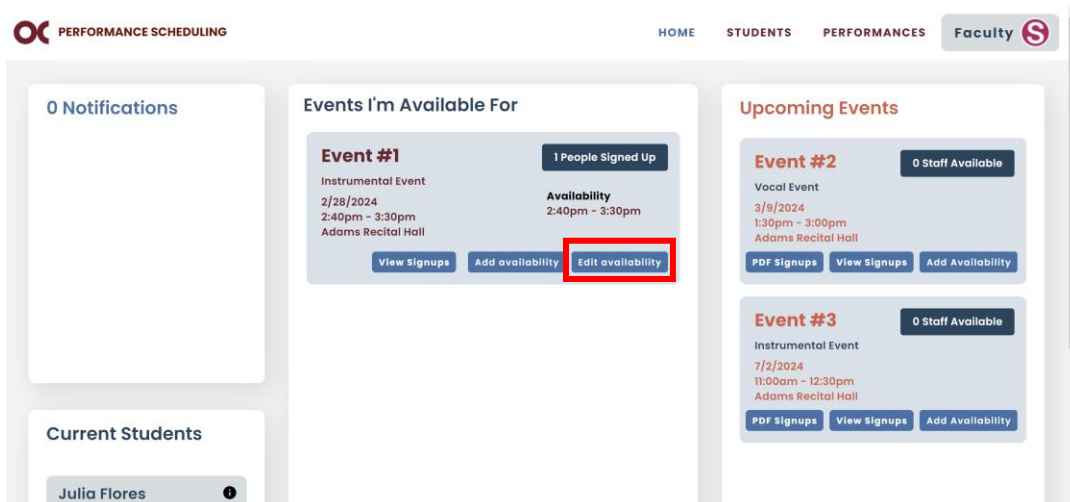 OC PERFORMANCE SCHEDULING
HOME STUDENTS PERFORMANCES Faculty S
0 Notifications
Events I'm Available For
Event #1
1 People Signed Up
Instrumental Event
2/28/2024
2:40pm - 3:30pm
Adams Recital Hall
Availability
2:40pm - 3:30pm
View Signups Add availability Edit availability
Upcoming Events
Event #2
0 Staff Available
Vocal Event
3/9/2024
1:30pm - 3:00pm
Adams Recital Hall
PDF Signups View Signups Add Availability
Event #3
0 Staff Available
Instrumental Event
7/2/2024
11:00am - 12:30pm
Adams Recital Hall
PDF Signups View Signups Add Availability
Current Students
Julia Flores